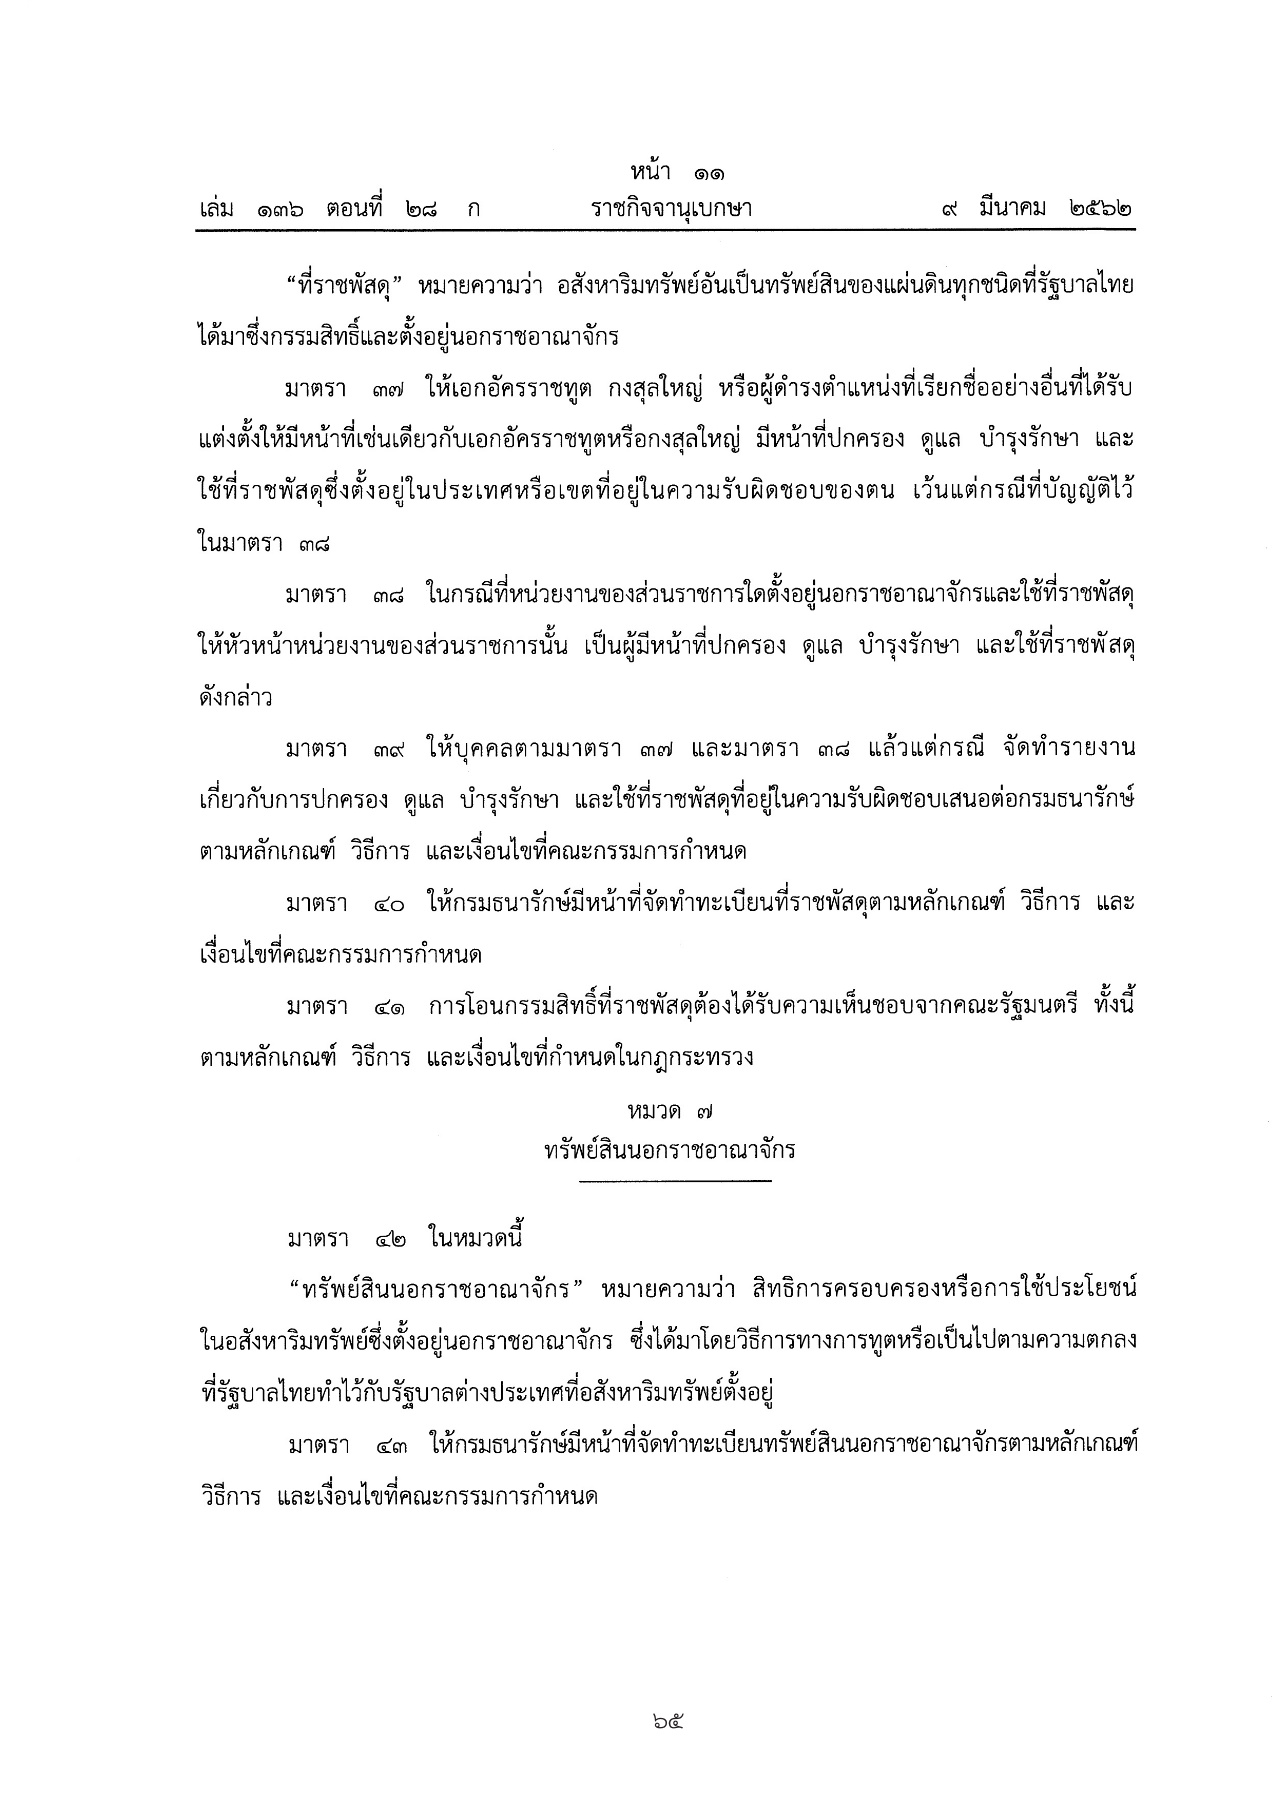 หน้า ๑๑
เล่ม ๑๓๖ ตอนที่ ๒๘ ก ราชกิจจานุเบกษา ๙ มีนาคม ๒๕๖๒
“ที่ราชพัสดุ” หมายความว่า อสังหาริมทรัพย์อันเป็นทรัพย์สินของแผ่นดินทุกชนิดที่รัฐบาลไทย
ได้มาซึ่งกรรมสิทธิ์และตั้งอยู่นอกราชอาณาจักร
มาตรา ๓๗ ให้เอกอัครราชทูต กงสุลใหญ่ หรือผู้ดำรงตำแหน่งที่เรียกชื่ออย่างอื่นที่ได้รับ
แต่งตั้งให้มีหน้าที่เช่นเดียวกับเอกอัครราชทูตหรือกงสุลใหญ่ มีหน้าที่ปกครอง ดูแล บำรุงรักษา และ
ใช้ที่ราชพัสดุซึ่งตั้งอยู่ในประเทศหรือเขตที่อยู่ในความรับผิดชอบของตน เว้นแต่กรณีที่บัญญัติไว้
ในมาตรา ๓๘
มาตรา ๓๘ ในกรณีที่หน่วยงานของส่วนราชการใดตั้งอยู่นอกราชอาณาจักรและใช้ที่ราชพัสดุ
ให้หัวหน้าหน่วยงานของส่วนราชการนั้น เป็นผู้มีหน้าที่ปกครอง ดูแล บำรุงรักษา และใช้ที่ราชพัสดุ
ดังกล่าว
มาตรา ๓๙ ให้บุคคลตามมาตรา ๓๗ และมาตรา ๓๘ แล้วแต่กรณี จัดทำรายงาน
เกี่ยวกับการปกครอง ดูแล บำรุงรักษา และใช้ที่ราชพัสดุที่อยู่ในความรับผิดชอบเสนอต่อกรมธนารักษ์
ตามหลักเกณฑ์ วิธีการ และเงื่อนไขที่คณะกรรมการกำหนด
มาตรา ๔๐ ให้กรมธนารักษ์มีหน้าที่จัดทำทะเบียนที่ราชพัสดุตามหลักเกณฑ์ วิธีการ และ
เงื่อนไขที่คณะกรรมการกำหนด
มาตรา ๔๑ การโอนกรรมสิทธิ์ที่ราชพัสดุต้องได้รับความเห็นชอบจากคณะรัฐมนตรี ทั้งนี้
ตามหลักเกณฑ์ วิธีการ และเงื่อนไขที่กำหนดในกฎกระทรวง
หมวด ๗
ทรัพย์สินนอกราชอาณาจักร
มาตรา ๔๒ ในหมวดนี้
“ทรัพย์สินนอกราชอาณาจักร” หมายความว่า สิทธิการครอบครองหรือการใช้ประโยชน์
ในอสังหาริมทรัพย์ซึ่งตั้งอยู่นอกราชอาณาจักร ซึ่งได้มาโดยวิธีการทางการทูตหรือเป็นไปตามความตกลง
ที่รัฐบาลไทยทำไว้กับรัฐบาลต่างประเทศที่อสังหาริมทรัพย์ตั้งอยู่
มาตรา ๔๓ ให้กรมธนารักษ์มีหน้าที่จัดทำทะเบียนทรัพย์สินนอกราชอาณาจักรตามหลักเกณฑ์
วิธีการ และเงื่อนไขที่คณะกรรมการกำหนด
๖๕